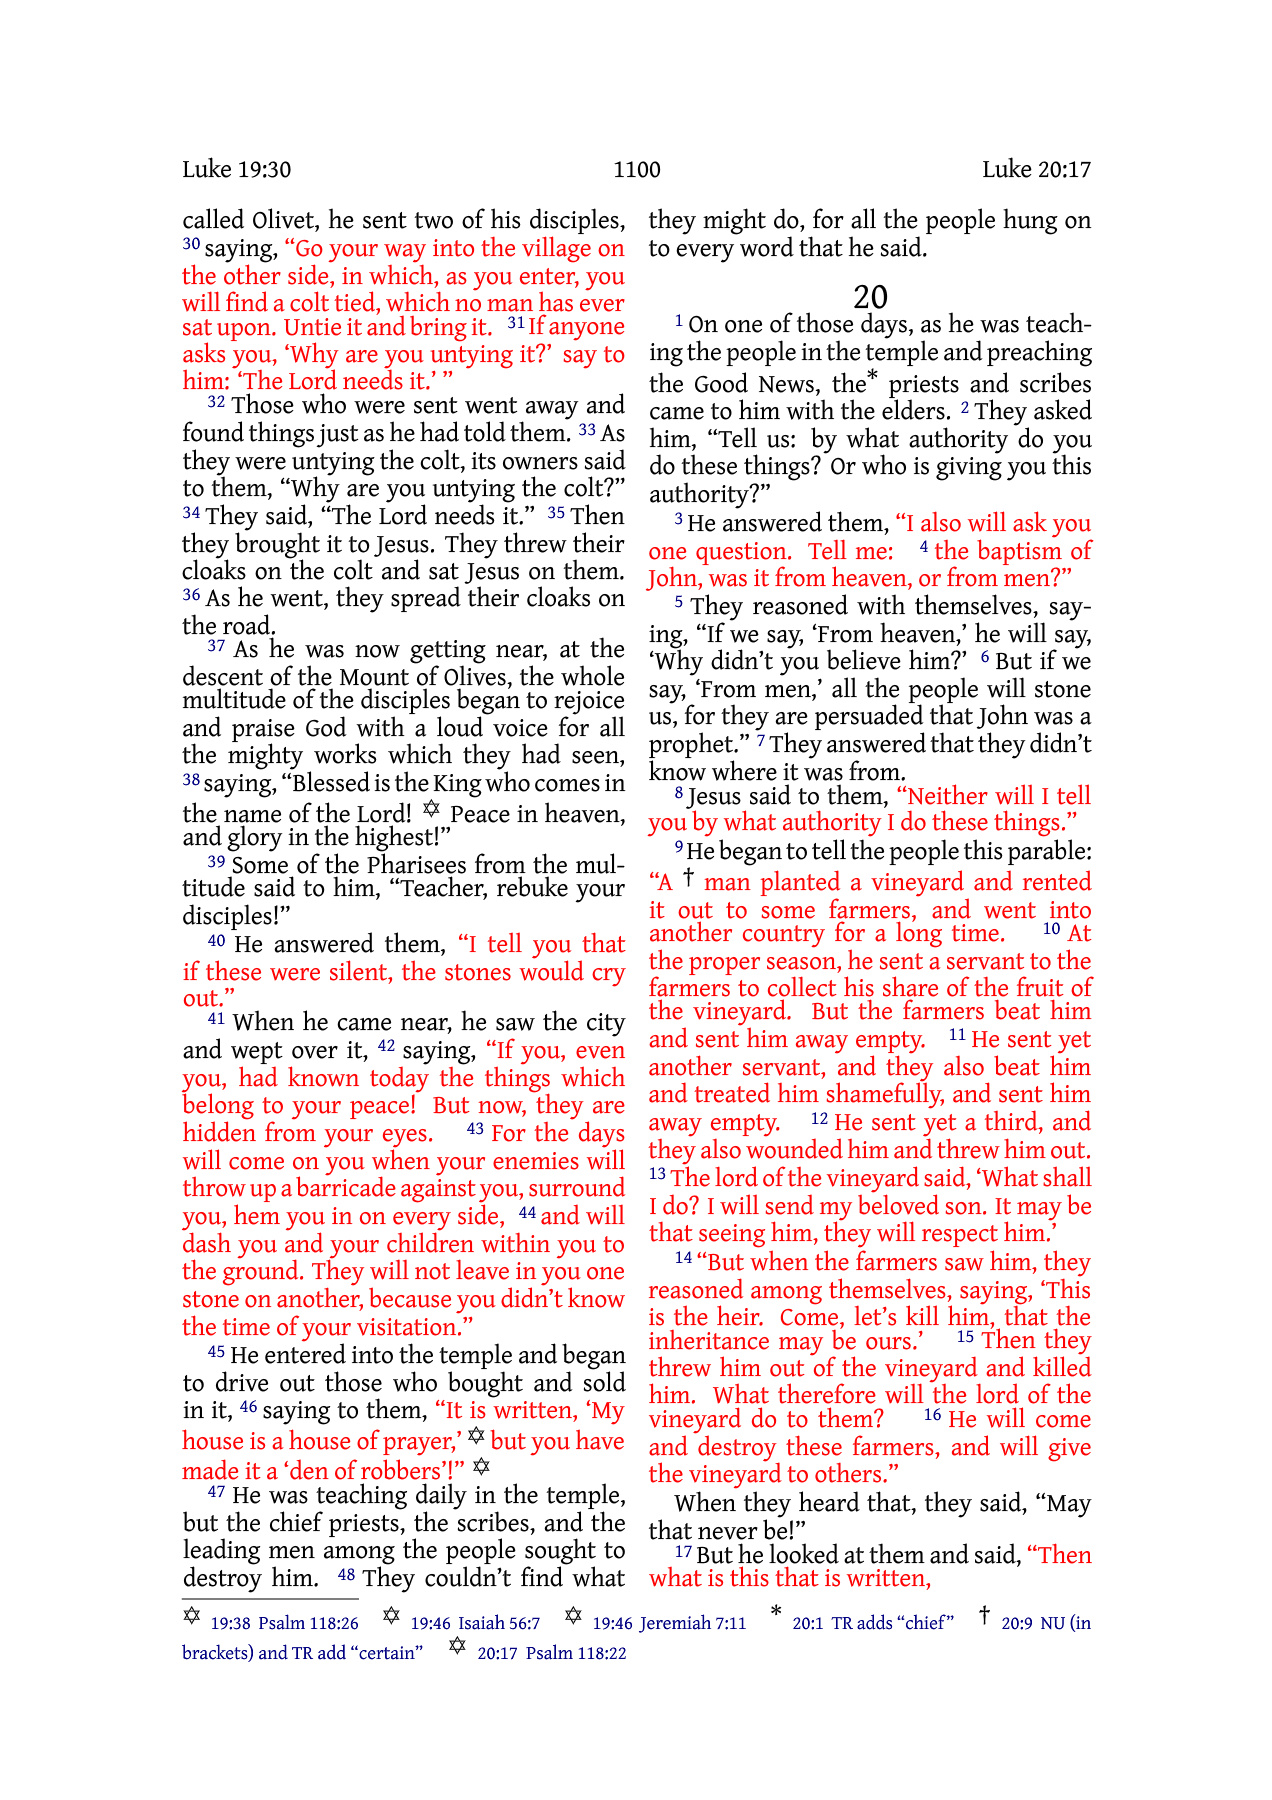 Luke 19:30 1100 Luke 20:17
called Olivet, he sent two of his disciples,
30 saying, “Go your way into the village on
the other side, in which, as you enter, you
will find a colt tied, which no man has ever
sat upon. Untie it and bring it. 31 If anyone
asks you, ‘Why are you untying it?’ say to
him: ‘The Lord needs it.’ ”
32 Those who were sent went away and
found things just as he had told them. 33 As
they were untying the colt, its owners said
to them, “Why are you untying the colt?”
34 They said, “The Lord needs it.” 35 Then
they brought it to Jesus. They threw their
cloaks on the colt and sat Jesus on them.
36 As he went, they spread their cloaks on
the road.
37 As he was now getting near, at the
descent of the Mount of Olives, the whole
multitude of the disciples began to rejoice
and praise God with a loud voice for all
the mighty works which they had seen,
38 saying, “Blessed is the King who comes in
the name of the Lord! ✡ Peace in heaven,
and glory in the highest!”
39 Some of the Pharisees from the mul-
titude said to him, “Teacher, rebuke your
disciples!”
40 He answered them, “I tell you that
if these were silent, the stones would cry
out.”
41 When he came near, he saw the city
and wept over it, 42 saying, “If you, even
you, had known today the things which
belong to your peace! But now, they are
hidden from your eyes. 43 For the days
will come on you when your enemies will
throw up a barricade against you, surround
you, hem you in on every side, 44 and will
dash you and your children within you to
the ground. They will not leave in you one
stone on another, because you didn’t know
the time of your visitation.”
45 He entered into the temple and began
to drive out those who bought and sold
in it, 46 saying to them, “It is written, ‘My
house is a house of prayer,’ ✡ but you have
made it a ‘den of robbers’!” ✡
47 He was teaching daily in the temple,
but the chief priests, the scribes, and the
leading men among the people sought to
destroy him. 48 They couldn’t find what
they might do, for all the people hung on
to every word that he said.
20
1 On one of those days, as he was teach-
ing the people in the temple and preaching
the Good News, the* priests and scribes
came to him with the elders. 2 They asked
him, “Tell us: by what authority do you
do these things? Or who is giving you this
authority?”
3 He answered them, “I also will ask you
one question. Tell me: 4 the baptism of
John, was it from heaven, or from men?”
5 They reasoned with themselves, say-
ing, “If we say, ‘From heaven,’ he will say,
‘Why didn’t you believe him?’ 6 But if we
say, ‘From men,’ all the people will stone
us, for they are persuaded that John was a
prophet.” 7 They answered that they didn’t
know where it was from.
8 Jesus said to them, “Neither will I tell
you by what authority I do these things.”
9 He began to tell the people this parable:
“A † man planted a vineyard and rented
it out to some farmers, and went into
another country for a long time. 10 At
the proper season, he sent a servant to the
farmers to collect his share of the fruit of
the vineyard. But the farmers beat him
and sent him away empty. 11 He sent yet
another servant, and they also beat him
and treated him shamefully, and sent him
away empty. 12 He sent yet a third, and
they also wounded him and threw him out.
13 The lord of the vineyard said, ‘What shall
I do? I will send my beloved son. It may be
that seeing him, they will respect him.’
14 “But when the farmers saw him, they
reasoned among themselves, saying, ‘This
is the heir. Come, let’s kill him, that the
inheritance may be ours.’ 15 Then they
threw him out of the vineyard and killed
him. What therefore will the lord of the
vineyard do to them? 16 He will come
and destroy these farmers, and will give
the vineyard to others.”
When they heard that, they said, “May
that never be!”
17 But he looked at them and said, “Then
what is this that is written,
✡ 19:38 Psalm 118:26 ✡ 19:46 Isaiah 56:7 ✡ 19:46 Jeremiah 7:11 * 20:1 TR adds “chief” † 20:9 NU (in
brackets) and TR add “certain” ✡ 20:17 Psalm 118:22